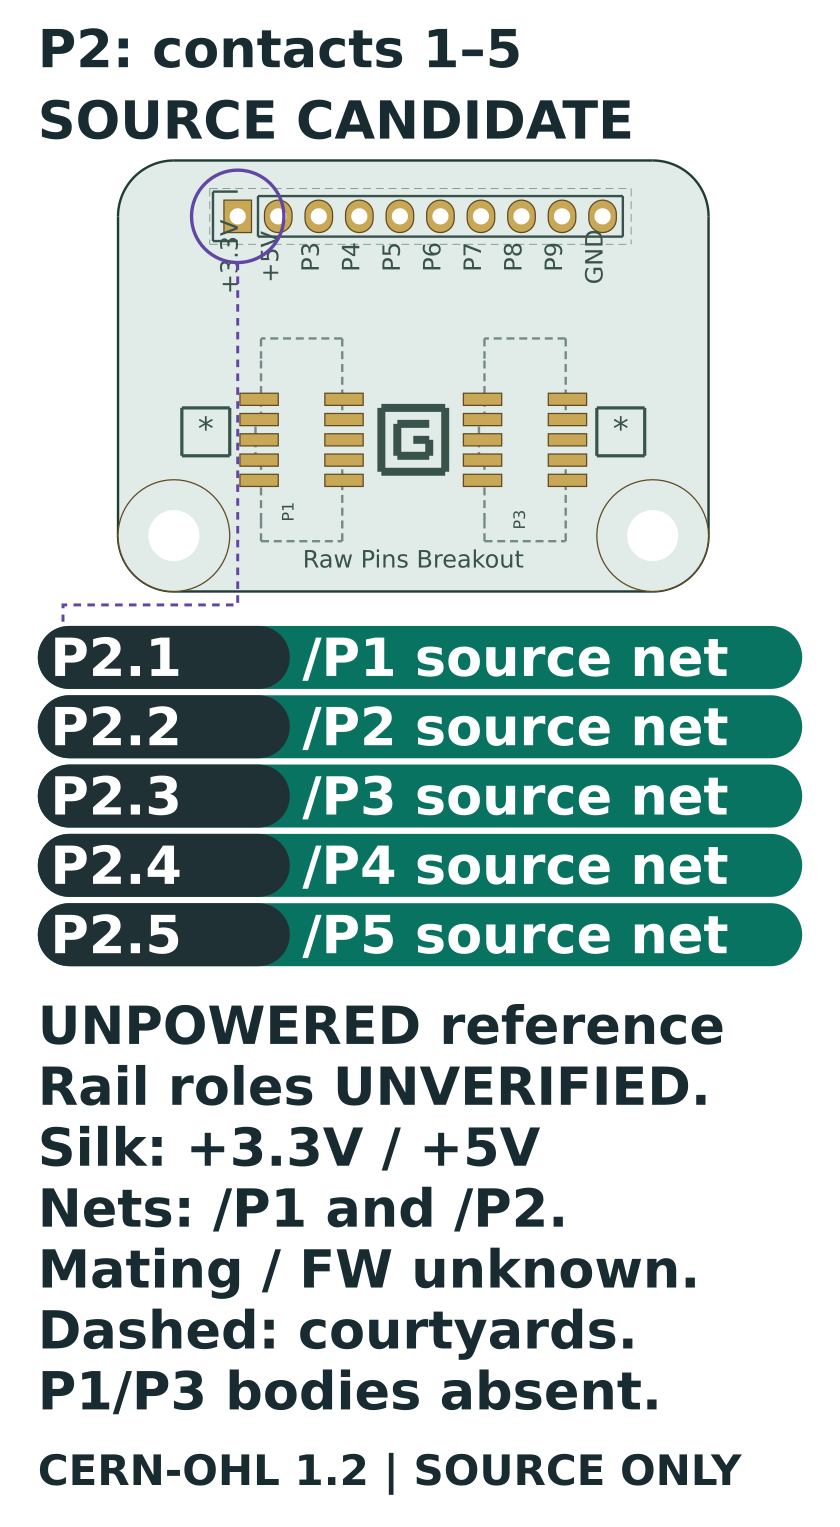 P2: contacts 1–5
SOURCE CANDIDATE
+3.3V
+5V
P3
P4
P5
P6
P7
P8
P9
GND
*
G
*
P1
P3
Raw Pins Breakout
P2.1 /P1 source net
P2.2 /P2 source net
P2.3 /P3 source net
P2.4 /P4 source net
P2.5 /P5 source net
UNPOWERED reference
Rail roles UNVERIFIED.
Silk: +3.3V / +5V
Nets: /P1 and /P2.
Mating / FW unknown.
Dashed: courtyards.
P1/P3 bodies absent.
CERN-OHL 1.2 | SOURCE ONLY